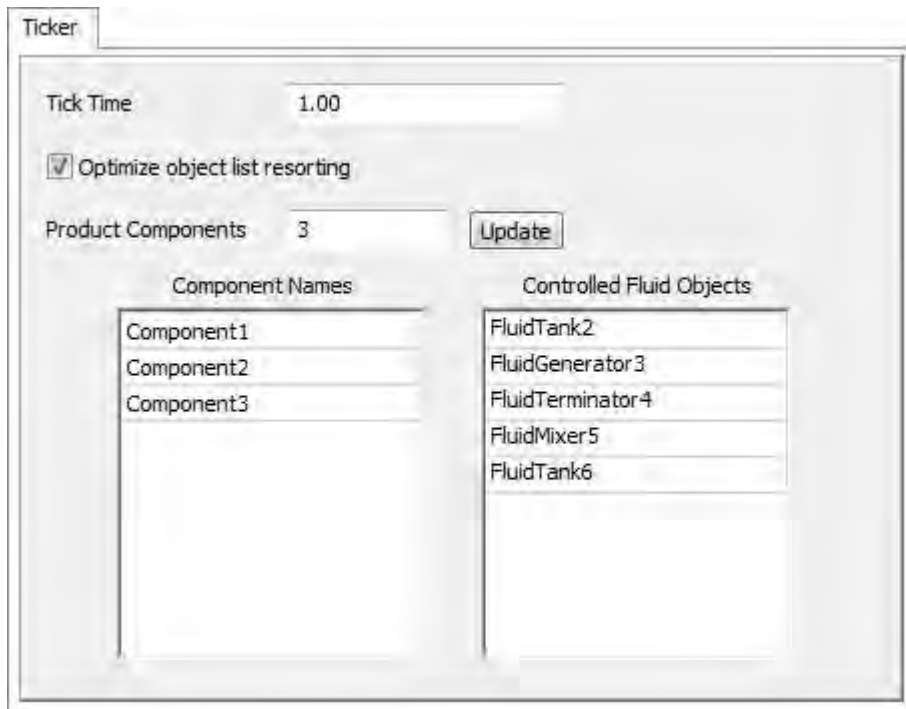 Ticker
Tick Time 1.00
Optimize object list resorting
Product Components 3 Update
Component Names
Component1
Component2
Component3
Controlled Fluid Objects
FluidTank2
FluidGenerator3
FluidTerminator4
FluidMixer5
FluidTank6